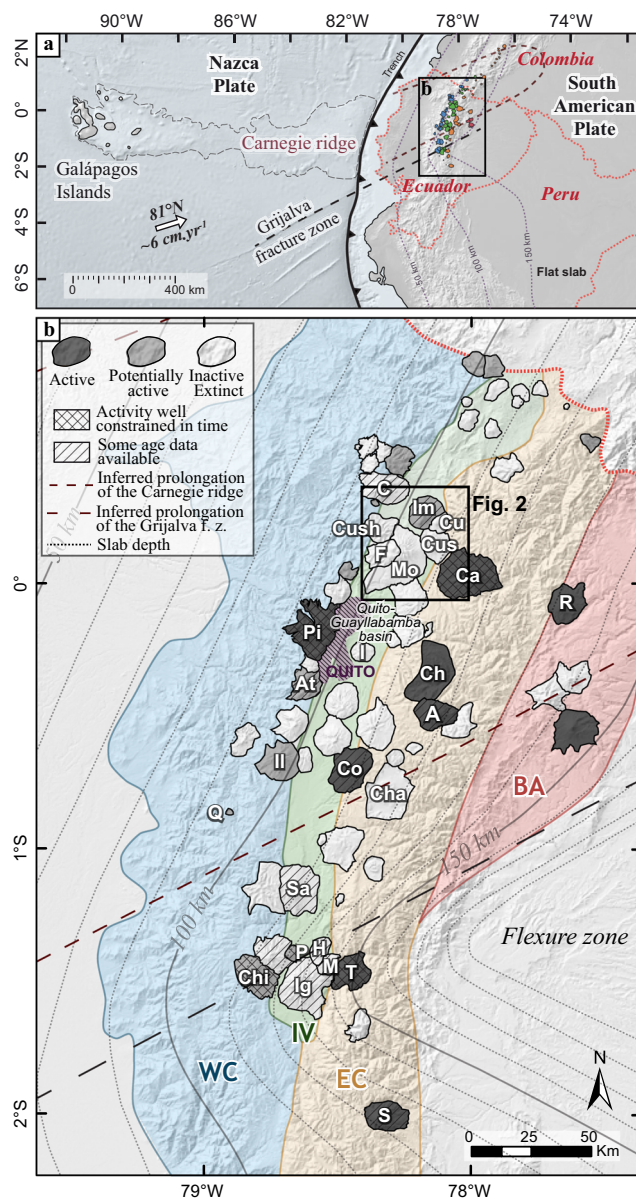 90°W 86°W 82°W 78°W 74°W
a
2°N
0°
2°S
4°S
6°S
Nazca
Plate
Trench
Colombia
b
South
American
Plate
Carnegie ridge
Galápagos
Islands
Ecuador
Peru
81°N
~6 cm.yr-1
Grijalva
fracture zone
50 km
100 km
150 km
Flat slab
0 400 km
b
Active
Potentially
active
Inactive
Extinct
Activity well
constrained in time
Some age data
available
Inferred prolongation
of the Carnegie ridge
Inferred prolongation
of the Grijalva f. z.
Slab depth
C
Im
Fig. 2
Cush
Cu
F
Cus
Mo
Ca
0°
R
Quito-
Guayllabamba
basin
Pi
I
QUITO
At
Ch
A
Il
Co
Cha
BA
Q
1°S
150 km
100 km
Sa
Flexure zone
P
H
M
T
Chi
Ig
IV
WC
EC
N
S
2°S
0 25 50
Km
79°W 78°W